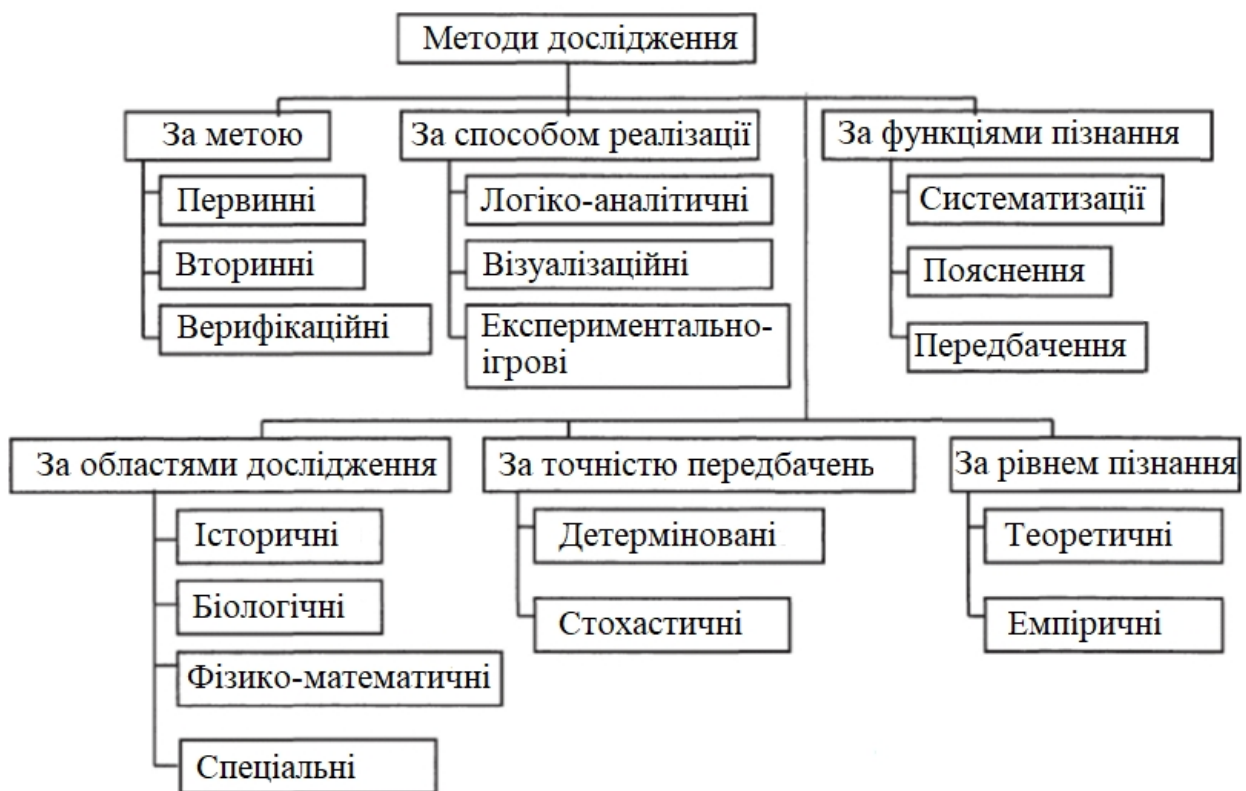 Методи дослідження
За метою
Первинні
Вторинні
Верифікаційні
За способом реалізації
Логіко-аналітичні
Візуалізаційні
Експериментально-
ігрові
За функціями пізнання
Систематизації
Пояснення
Передбачення
За областями дослідження
Історичні
Біологічні
Фізико-математичні
Спеціальні
За точністю передбачень
Детерміновані
Стохастичні
За рівнем пізнання
Теоретичні
Емпіричні